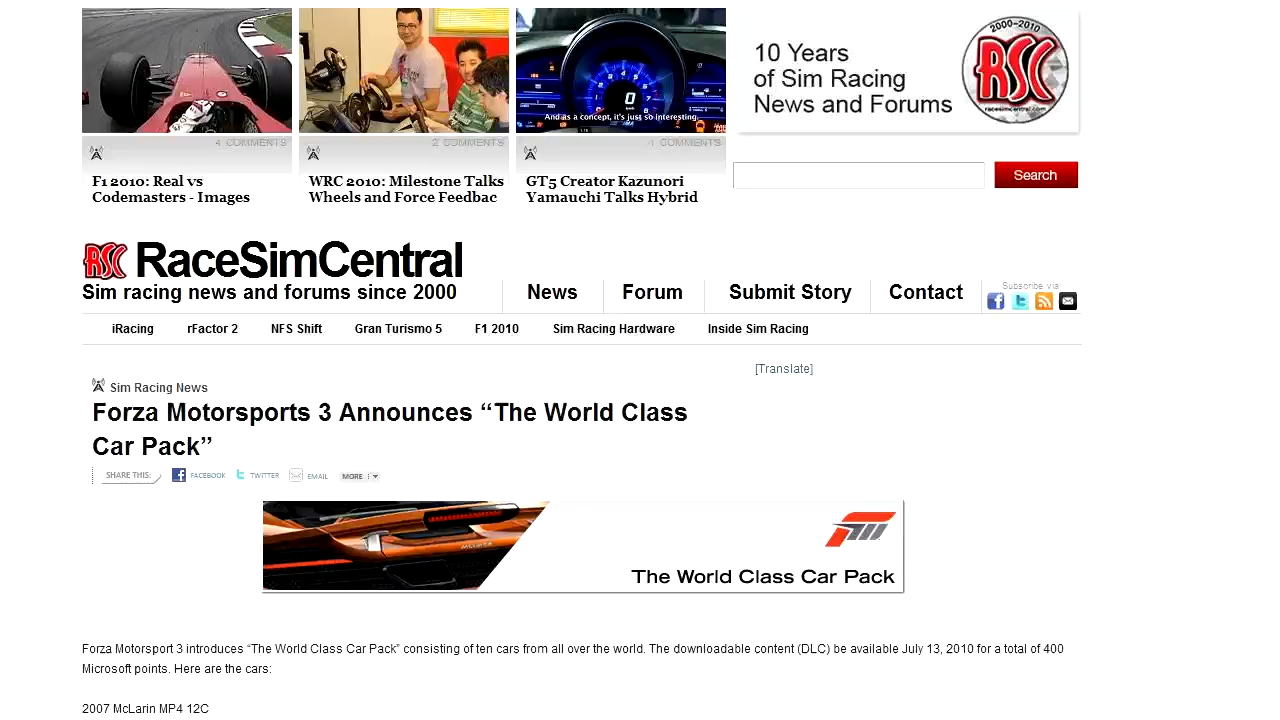 And as a concept, it's just so interesting.
10 Years
of Sim Racing
News and Forums
2000-2010
RSC
racesimcentral.com
4 COMMENTS
2 COMMENTS
COMMENTS
F1 2010: Real vs
Codemasters - Images
WRC 2010: Milestone Talks
Wheels and Force Feedbac
GT5 Creator Kazunori
Yamauchi Talks Hybrid
Search
RSC RaceSimCentral
Sim racing news and forums since 2000
News
Forum
Submit Story
Contact
Subscribe via
iRacing
rFactor 2
NFS Shift
Gran Turismo 5
F1 2010
Sim Racing Hardware
Inside Sim Racing
[Translate]
Sim Racing News
Forza Motorsports 3 Announces “The World Class
Car Pack”
SHARE THIS:
FACEBOOK
TWITTER
EMAIL
MORE
The World Class Car Pack
Forza Motorsport 3 introduces “The World Class Car Pack” consisting of ten cars from all over the world. The downloadable content (DLC) be available July 13, 2010 for a total of 400
Microsoft points. Here are the cars:
2007 McLarin MP4 12C